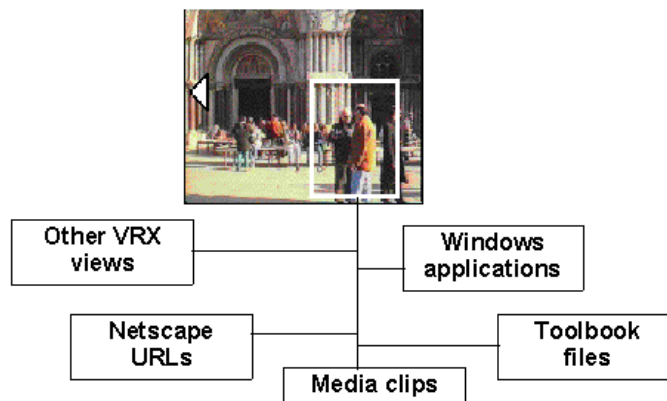 Other VRX
views
Windows
applications
Netscape
URLs
Toolbook
files
Media clips